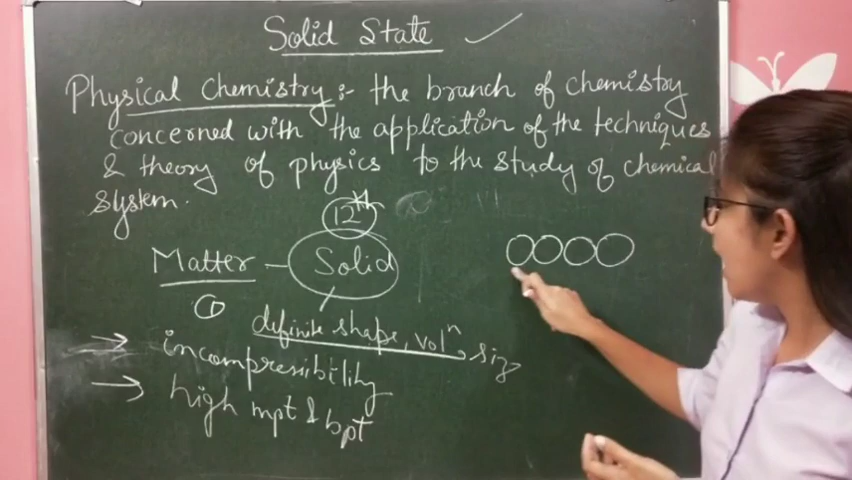 Solid State
Physical Chemistry :- the branch of chemistry
concerned with the application of the techniques
& theory of physics to the study of chemical
system.
12th
Matter - Solid
definite shape, volⁿ, siz
→ incompressibility
→ high mpt & bpt